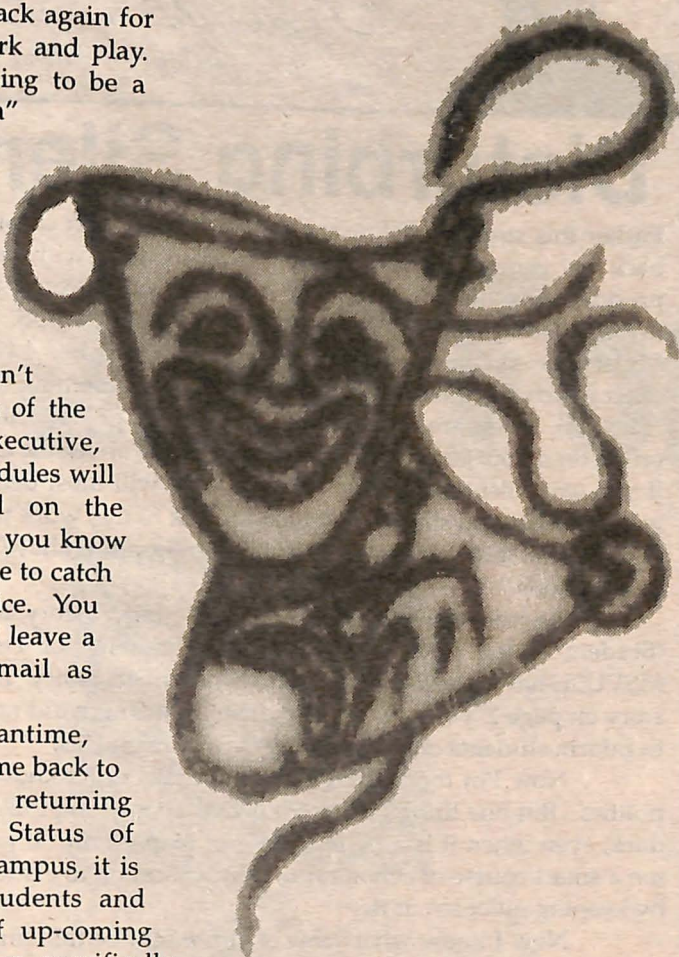 ack again for
rk and play.
ing to be a
n"
n't
of the
xecutive,
dules will
on the
you know
e to catch
ce. You
leave a
mail as
antime,
me back to
returning
Status of
ampus, it is
udents and
f up-coming